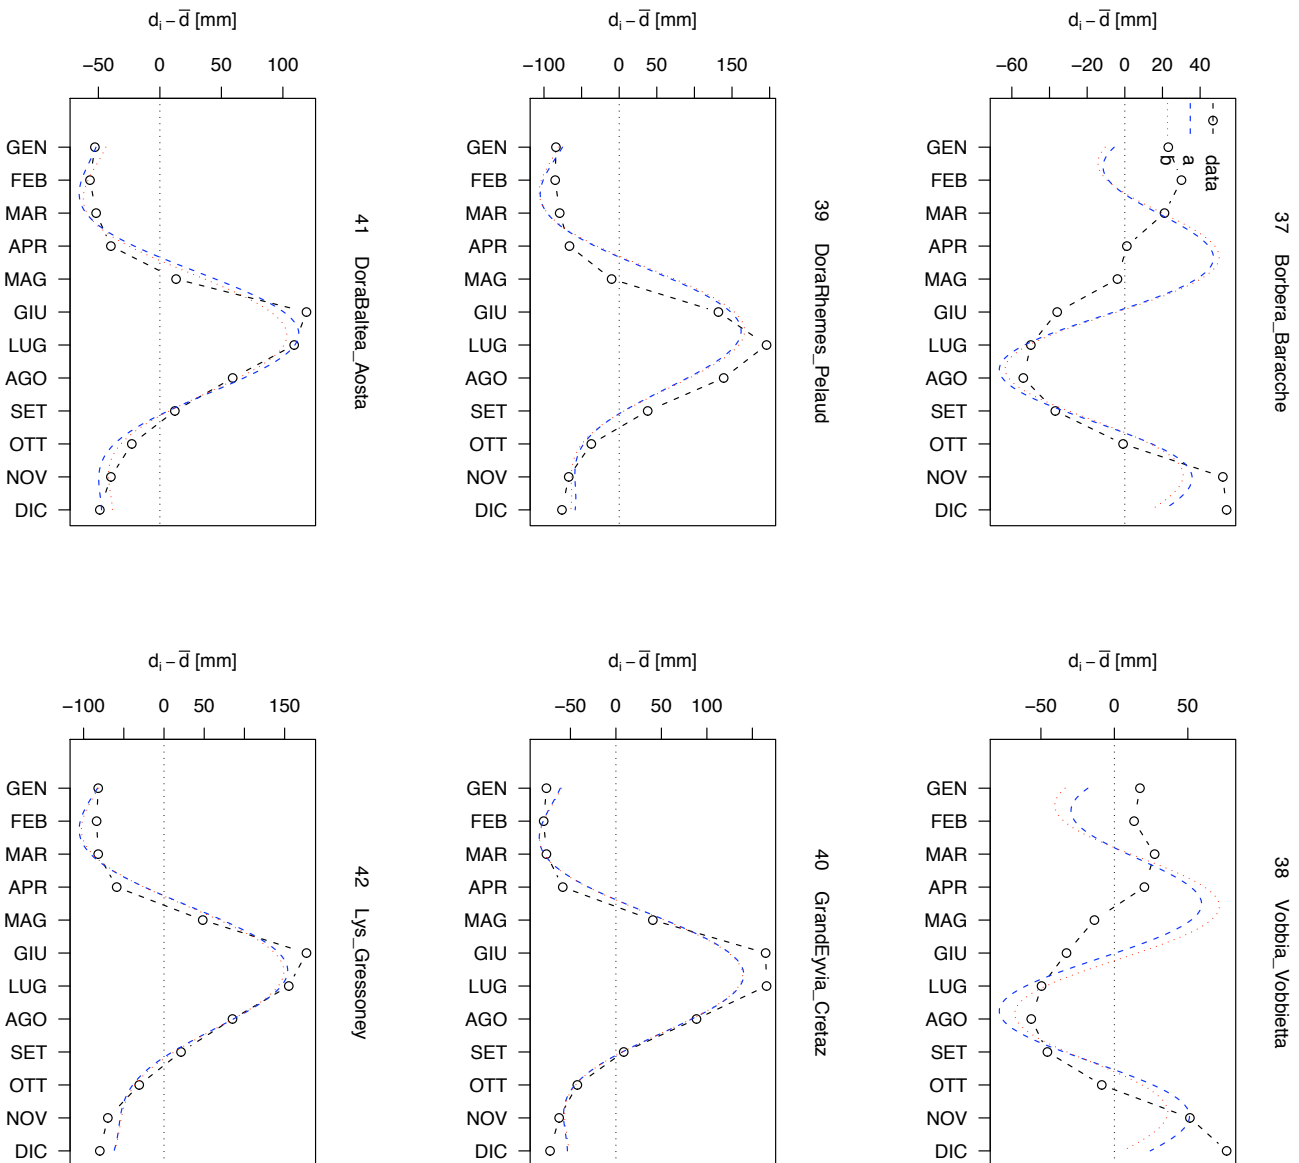 37 Borbera_Baracche
dᵢ − d̅ [mm]
−60 −20 0 20 40
GEN
FEB
MAR
APR
MAG
GIU
LUG
AGO
SET
OTT
NOV
DIC
data
a
b
38 Vobbia_Vobbietta
dᵢ − d̅ [mm]
−50 0 50
GEN
FEB
MAR
APR
MAG
GIU
LUG
AGO
SET
OTT
NOV
DIC
39 DoraRhemes_Pelaud
dᵢ − d̅ [mm]
−100 0 50 150
GEN
FEB
MAR
APR
MAG
GIU
LUG
AGO
SET
OTT
NOV
DIC
40 GrandEyvia_Cretaz
dᵢ − d̅ [mm]
−50 0 50 100
GEN
FEB
MAR
APR
MAG
GIU
LUG
AGO
SET
OTT
NOV
DIC
41 DoraBaltea_Aosta
dᵢ − d̅ [mm]
−50 0 50 100
GEN
FEB
MAR
APR
MAG
GIU
LUG
AGO
SET
OTT
NOV
DIC
42 Lys_Gressoney
dᵢ − d̅ [mm]
−100 0 50 150
GEN
FEB
MAR
APR
MAG
GIU
LUG
AGO
SET
OTT
NOV
DIC